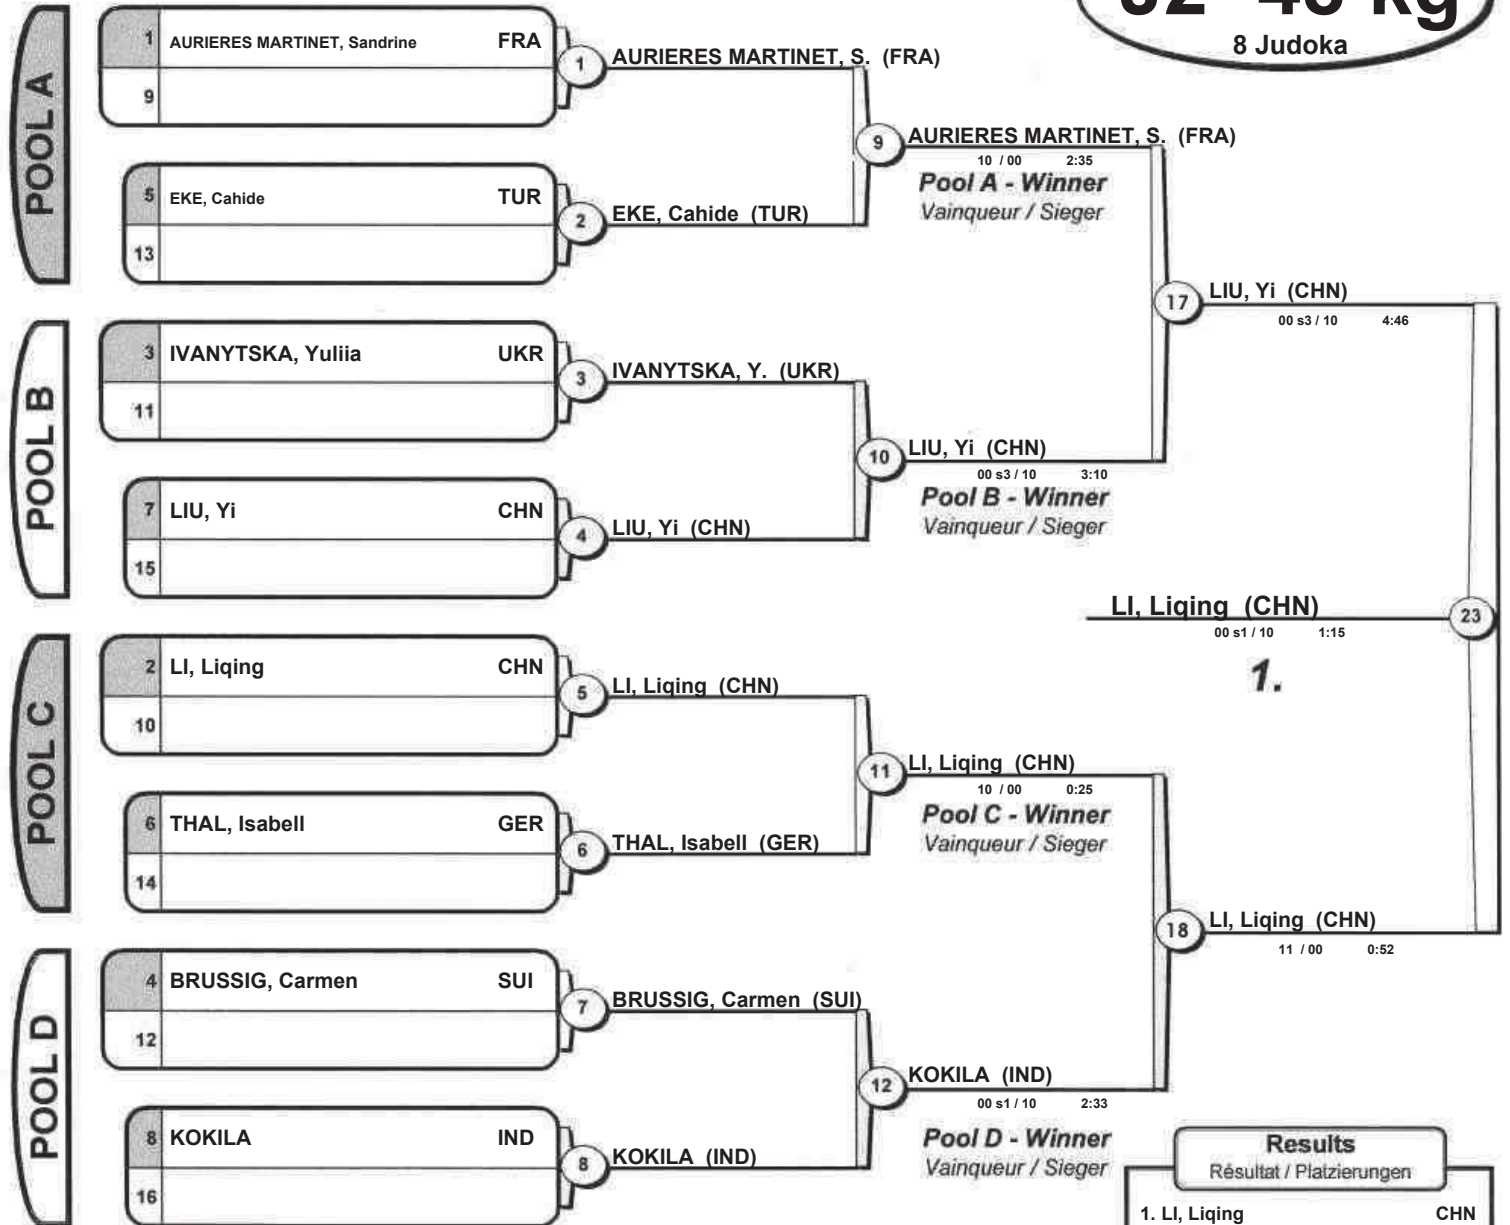 8 Judoka
POOL A
1 AURIERES MARTINET, Sandrine FRA
9
1
AURIERES MARTINET, S. (FRA)
5 EKE, Cahide TUR
13
2
EKE, Cahide (TUR)
9
AURIERES MARTINET, S. (FRA)
10 / 00 2:35
Pool A - Winner
Vainqueur / Sieger
POOL B
3 IVANYTSKA, Yuliia UKR
11
3
IVANYTSKA, Y. (UKR)
7 LIU, Yi CHN
15
4
LIU, Yi (CHN)
10
LIU, Yi (CHN)
00 s3 / 10 3:10
Pool B - Winner
Vainqueur / Sieger
17
LIU, Yi (CHN)
00 s3 / 10 4:46
POOL C
2 LI, Liqing CHN
10
5
LI, Liqing (CHN)
6 THAL, Isabell GER
14
6
THAL, Isabell (GER)
11
LI, Liqing (CHN)
10 / 00 0:25
Pool C - Winner
Vainqueur / Sieger
POOL D
4 BRUSSIG, Carmen SUI
12
7
BRUSSIG, Carmen (SUI)
8 KOKILA IND
16
8
KOKILA (IND)
12
KOKILA (IND)
00 s1 / 10 2:33
Pool D - Winner
Vainqueur / Sieger
18
LI, Liqing (CHN)
11 / 00 0:52
23
LI, Liqing (CHN)
00 s1 / 10 1:15
1.
Results
Résultat / Platzierungen
1. LI, Liqing CHN